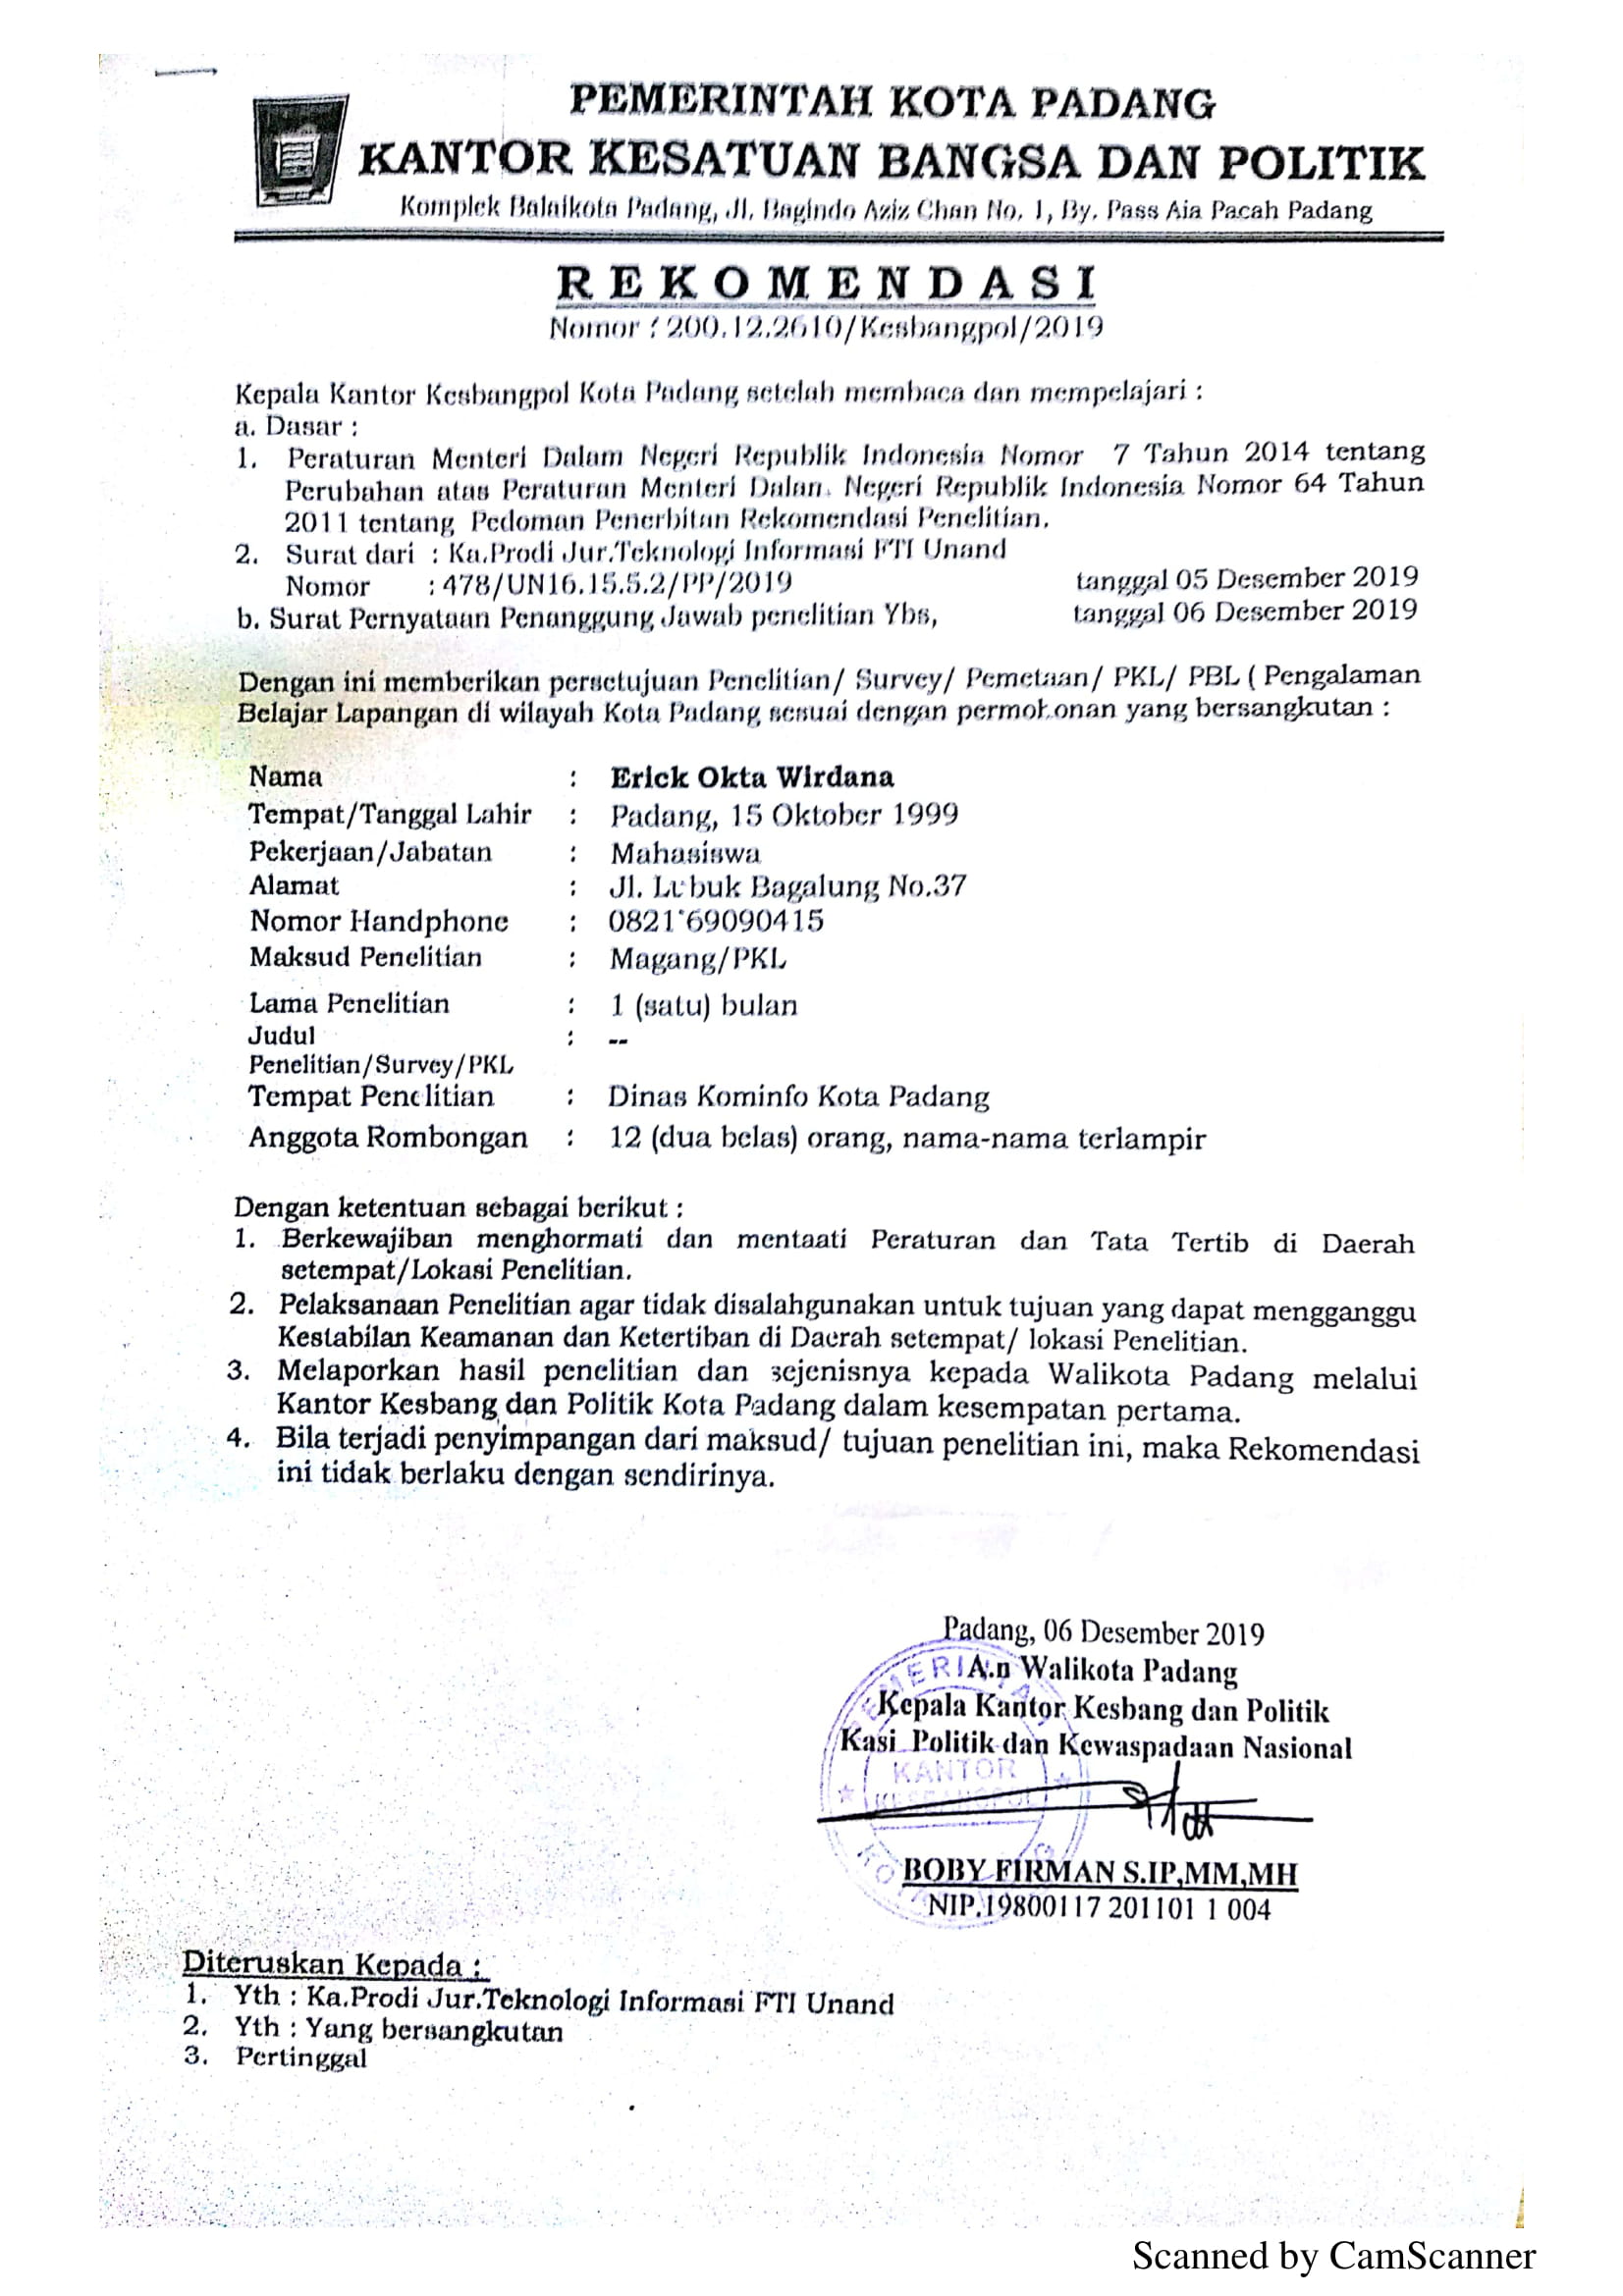 PEMERINTAH KOTA PADANG
KANTOR KESATUAN BANGSA DAN POLITIK
Komplek Balaikota Padang, Jl. Bagindo Aziz Chan No. 1, By. Pass Aia Pacah Padang
REKOMENDASI
Nomor : 200.12.2610/Kesbangpol/2019
Kepala Kantor Kesbangpol Kota Padang setelah membaca dan mempelajari :
a. Dasar :
1. Peraturan Menteri Dalam Negeri Republik Indonesia Nomor 7 Tahun 2014 tentang
Perubahan atas Peraturan Menteri Dalam Negeri Republik Indonesia Nomor 64 Tahun
2011 tentang Pedoman Penerbitan Rekomendasi Penelitian.
2. Surat dari : Ka.Prodi Jur.Teknologi Informasi FTI Unand
Nomor : 478/UN16.15.5.2/PP/2019 tanggal 05 Desember 2019
b. Surat Pernyataan Penanggung Jawab penelitian Ybs, tanggal 06 Desember 2019
Dengan ini memberikan persetujuan Penelitian/ Survey/ Pemetaan/ PKL/ PBL ( Pengalaman
Belajar Lapangan di wilayah Kota Padang sesuai dengan permohonan yang bersangkutan :
Nama : Erick Okta Wirdana
Tempat/Tanggal Lahir : Padang, 15 Oktober 1999
Pekerjaan/Jabatan : Mahasiswa
Alamat : Jl. Lubuk Bagalung No.37
Nomor Handphone : 082169090415
Maksud Penelitian : Magang/PKL
Lama Penelitian : 1 (satu) bulan
Judul : --
Penelitian/Survey/PKL
Tempat Penelitian : Dinas Kominfo Kota Padang
Anggota Rombongan : 12 (dua belas) orang, nama-nama terlampir
Dengan ketentuan sebagai berikut :
1. Berkewajiban menghormati dan mentaati Peraturan dan Tata Tertib di Daerah
setempat/Lokasi Penelitian.
2. Pelaksanaan Penelitian agar tidak disalahgunakan untuk tujuan yang dapat mengganggu
Kestabilan Keamanan dan Ketertiban di Daerah setempat/ lokasi Penelitian.
3. Melaporkan hasil penelitian dan sejenisnya kepada Walikota Padang melalui
Kantor Kesbang dan Politik Kota Padang dalam kesempatan pertama.
4. Bila terjadi penyimpangan dari maksud/ tujuan penelitian ini, maka Rekomendasi
ini tidak berlaku dengan sendirinya.
Padang, 06 Desember 2019
A.n Walikota Padang
Kepala Kantor Kesbang dan Politik
Kasi Politik dan Kewaspadaan Nasional
KANTOR
KESBANGPOL
BOBY FIRMAN S.IP,MM,MH
NIP.19800117 201101 1 004
Diteruskan Kepada :
1. Yth : Ka.Prodi Jur.Teknologi Informasi FTI Unand
2. Yth : Yang bersangkutan
3. Pertinggal
Scanned by CamScanner